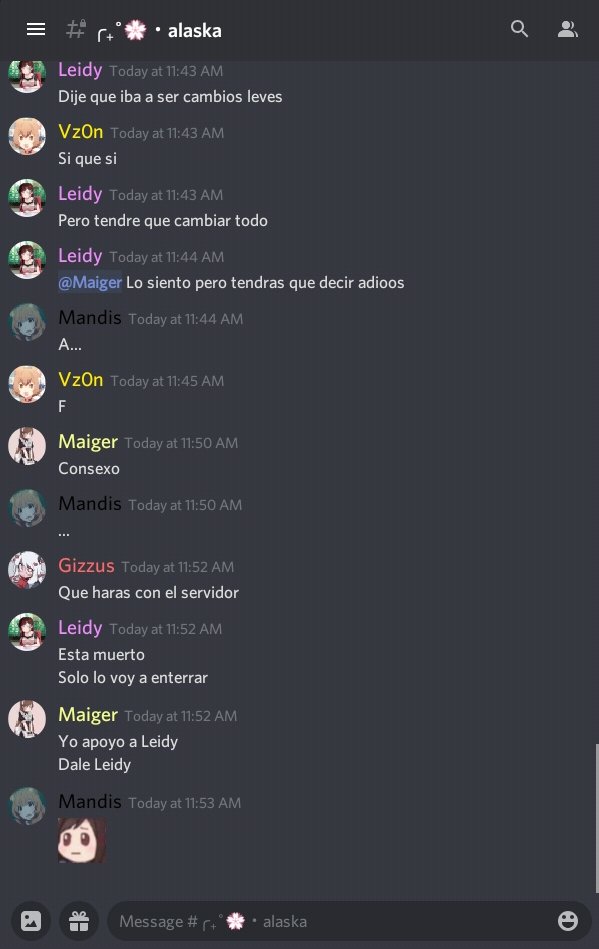 ╭₊˚🌸・alaska
Leidy Today at 11:43 AM
Dije que iba a ser cambios leves
Vz0n Today at 11:43 AM
Si que si
Leidy Today at 11:43 AM
Pero tendre que cambiar todo
Leidy Today at 11:44 AM
@Maiger Lo siento pero tendras que decir adioos
Mandis Today at 11:44 AM
A...
Vz0n Today at 11:45 AM
F
Maiger Today at 11:50 AM
Consexo
Mandis Today at 11:50 AM
...
Gizzus Today at 11:52 AM
Que haras con el servidor
Leidy Today at 11:52 AM
Esta muerto
Solo lo voy a enterrar
Maiger Today at 11:52 AM
Yo apoyo a Leidy
Dale Leidy
Mandis Today at 11:53 AM
Message #╭₊˚🌸・alaska